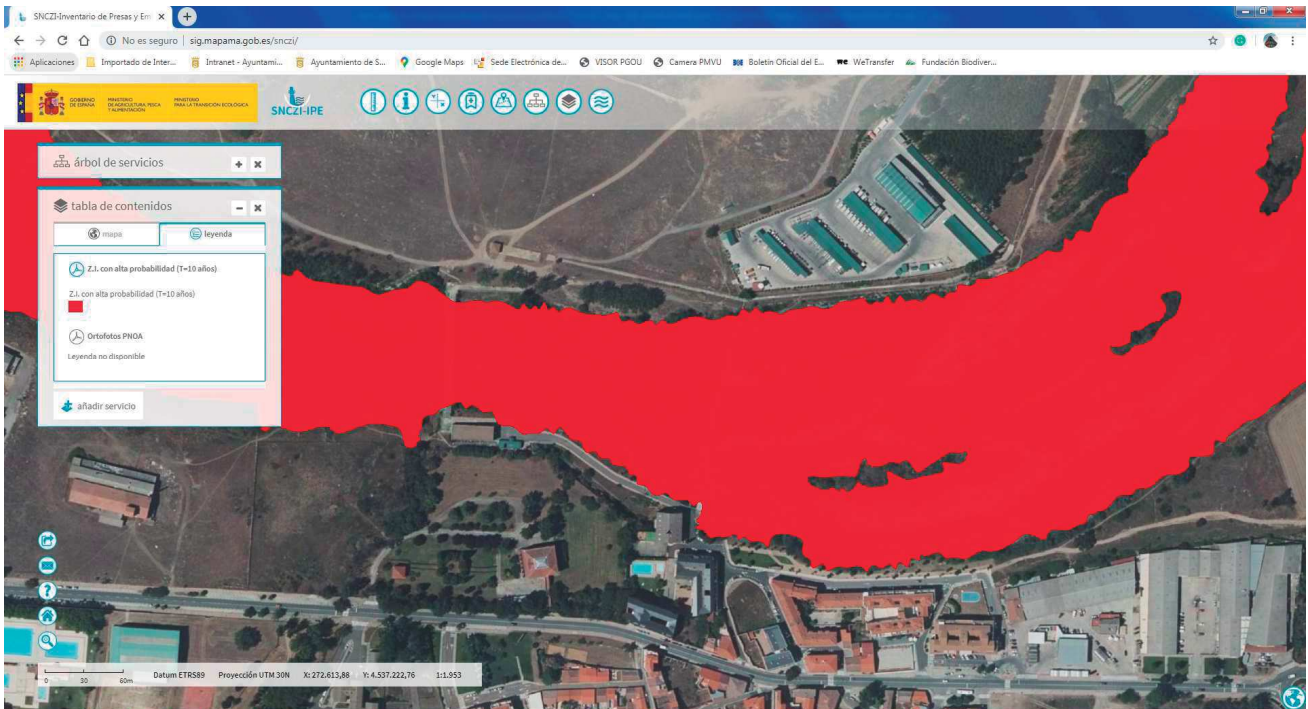 SNCZI-Inventario de Presas y Em
No es seguro | sig.mapama.gob.es/snczi/
Aplicaciones Importado de Inter... Intranet - Ayuntami... Ayuntamiento de S... Google Maps Sede Electrónica de... VISOR PGOU Camera PMVU Boletín Oficial del E... we WeTransfer Fundación Biodiver...
GOBIERNO DE ESPAÑA
MINISTERIO DE AGRICULTURA, PESCA Y ALIMENTACIÓN
MINISTERIO PARA LA TRANSICIÓN ECOLÓGICA
SNCZI-IPE
árbol de servicios
tabla de contenidos
mapa
leyenda
Z.I. con alta probabilidad (T=10 años)
Z.I. con alta probabilidad (T=10 años)
Ortofotos PNOA
Leyenda no disponible
añadir servicio
0 30 60m Datum ETRS89 Proyección UTM 30N X: 272.613,88 Y: 4.537.222,76 1:1.953